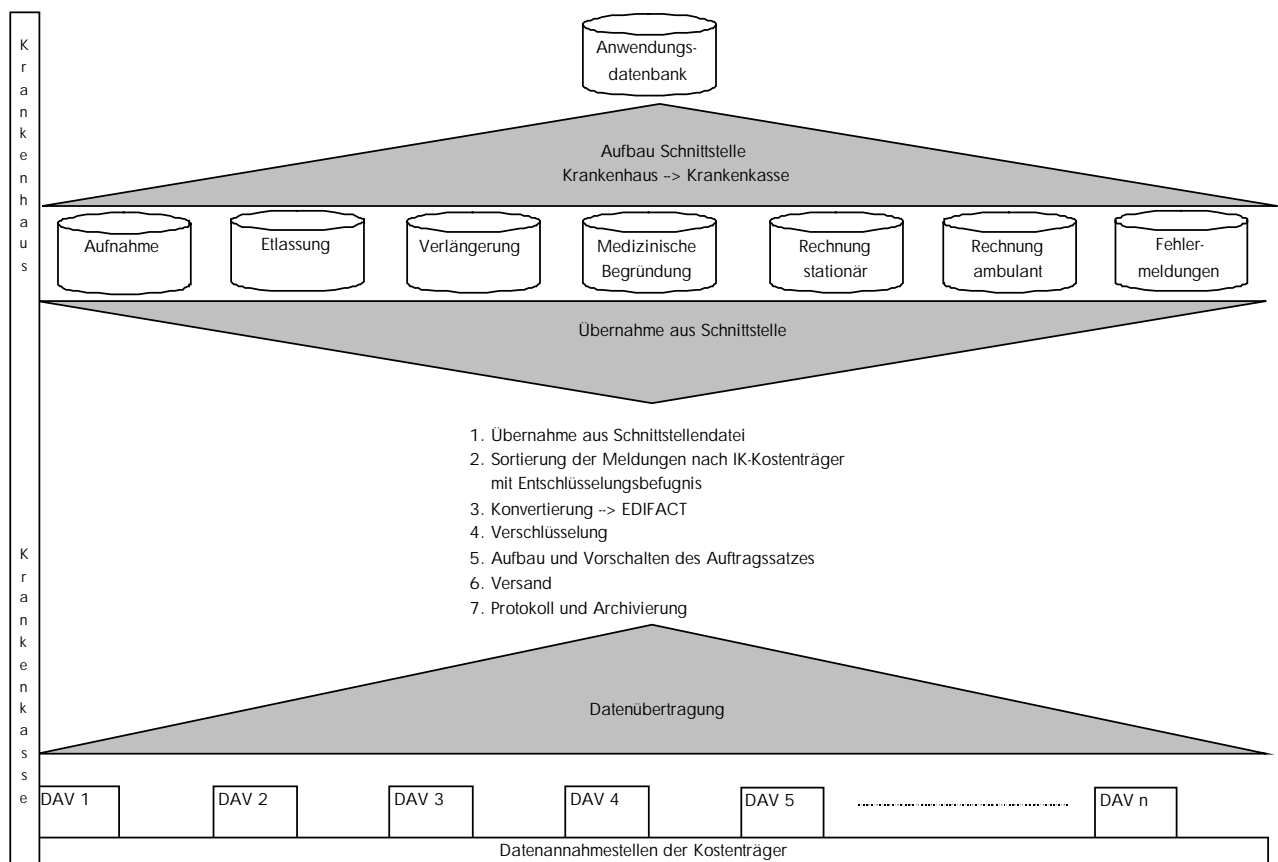 Krankenhaus
Anwendungs-
datenbank
Aufbau Schnittstelle
Krankenhaus --> Krankenkasse
Aufnahme
Etlassung
Verlängerung
Medizinische
Begründung
Rechnung
stationär
Rechnung
ambulant
Fehler-
meldungen
Übernahme aus Schnittstelle
1. Übernahme aus Schnittstellendatei
2. Sortierung der Meldungen nach IK-Kostenträger
mit Entschlüsselungsbefugnis
3. Konvertierung --> EDIFACT
4. Verschlüsselung
5. Aufbau und Vorschalten des Auftragssatzes
6. Versand
7. Protokoll und Archivierung
Krankenkasse
Datenübertragung
DAV 1
DAV 2
DAV 3
DAV 4
DAV 5
DAV n
Datenannahmestellen der Kostenträger